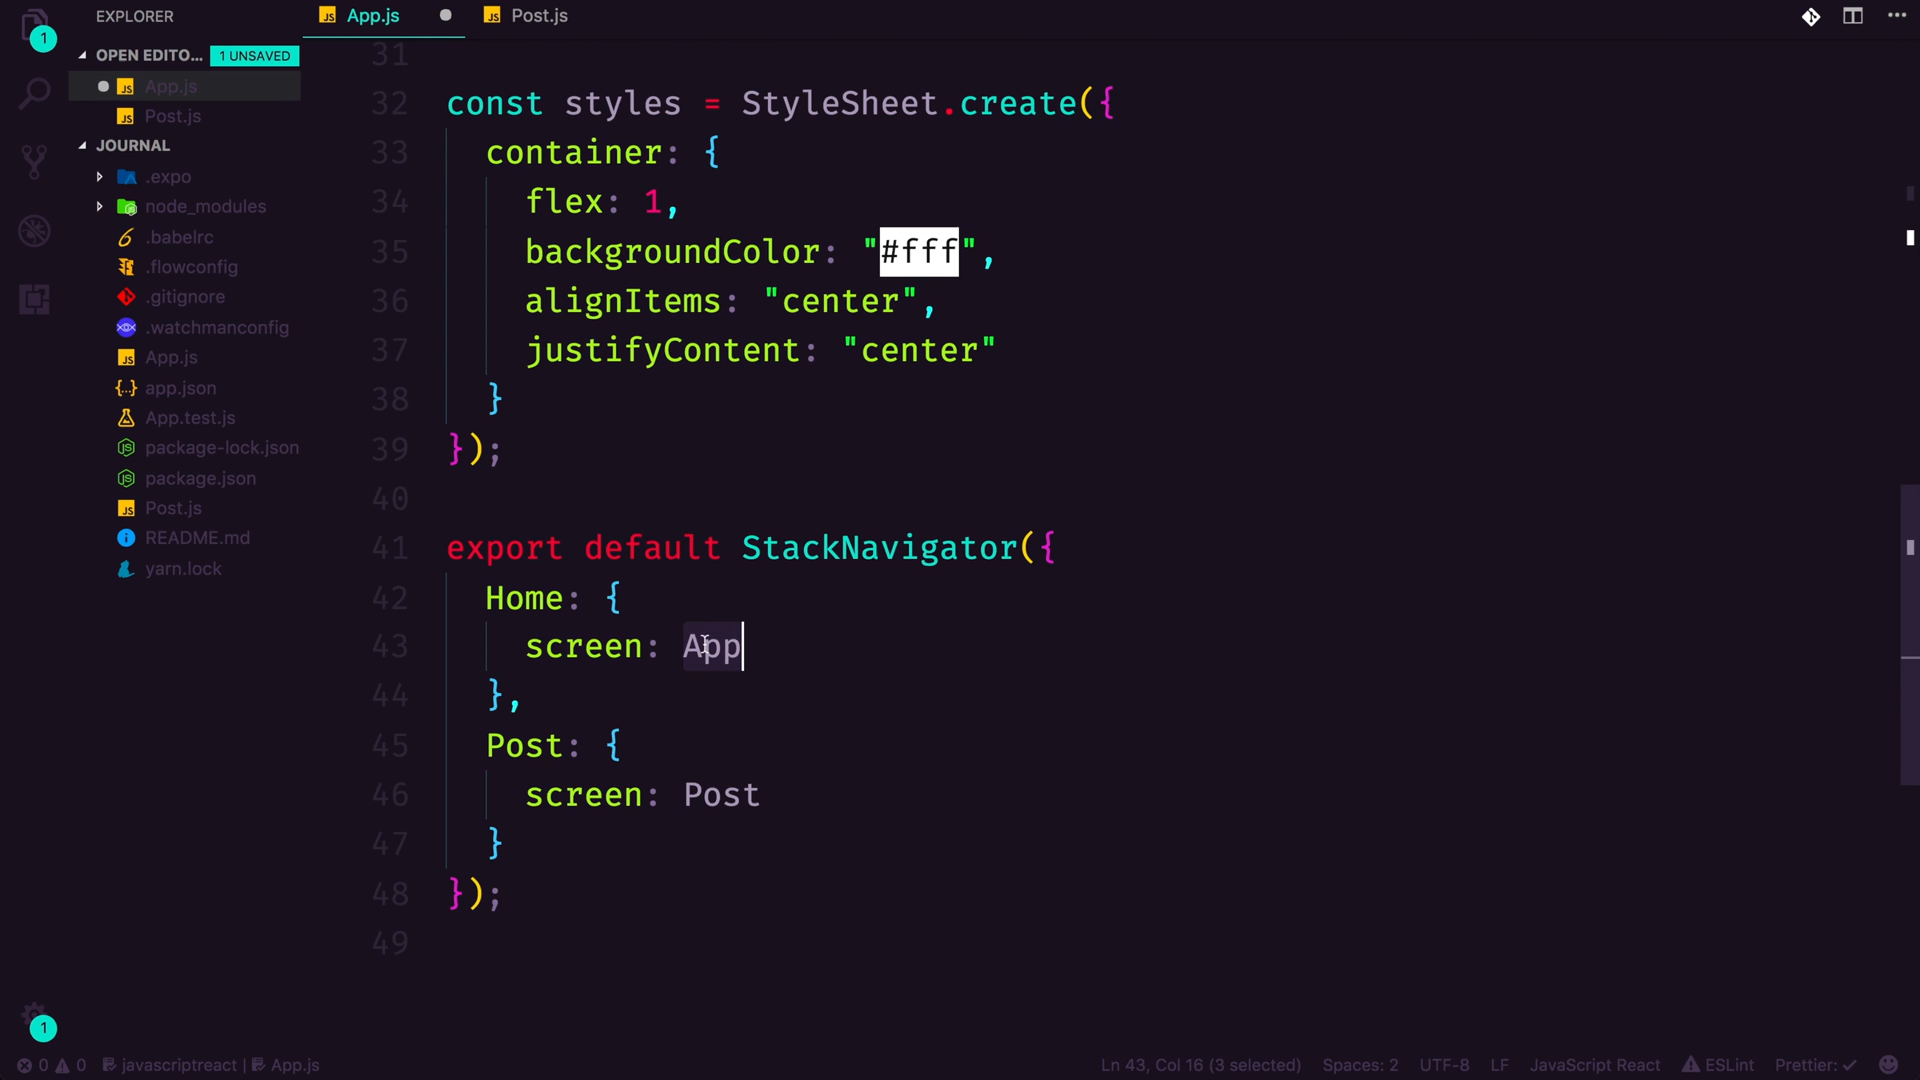 EXPLORER
App.js
Post.js
1
OPEN EDITO... 1 UNSAVED
App.js
Post.js
JOURNAL
.expo
node_modules
.babelrc
.flowconfig
.gitignore
.watchmanconfig
App.js
app.json
App.test.js
package-lock.json
package.json
Post.js
README.md
yarn.lock
31
32 const styles = StyleSheet.create({
33 container: {
34 flex: 1,
35 backgroundColor: "#fff",
36 alignItems: "center",
37 justifyContent: "center"
38 }
39 });
40
41 export default StackNavigator({
42 Home: {
43 screen: App
44 },
45 Post: {
46 screen: Post
47 }
48 });
49
1
0 0 javascriptreact | App.js Ln 43, Col 16 (3 selected) Spaces: 2 UTF-8 LF JavaScript React ESLint Prettier: ✓